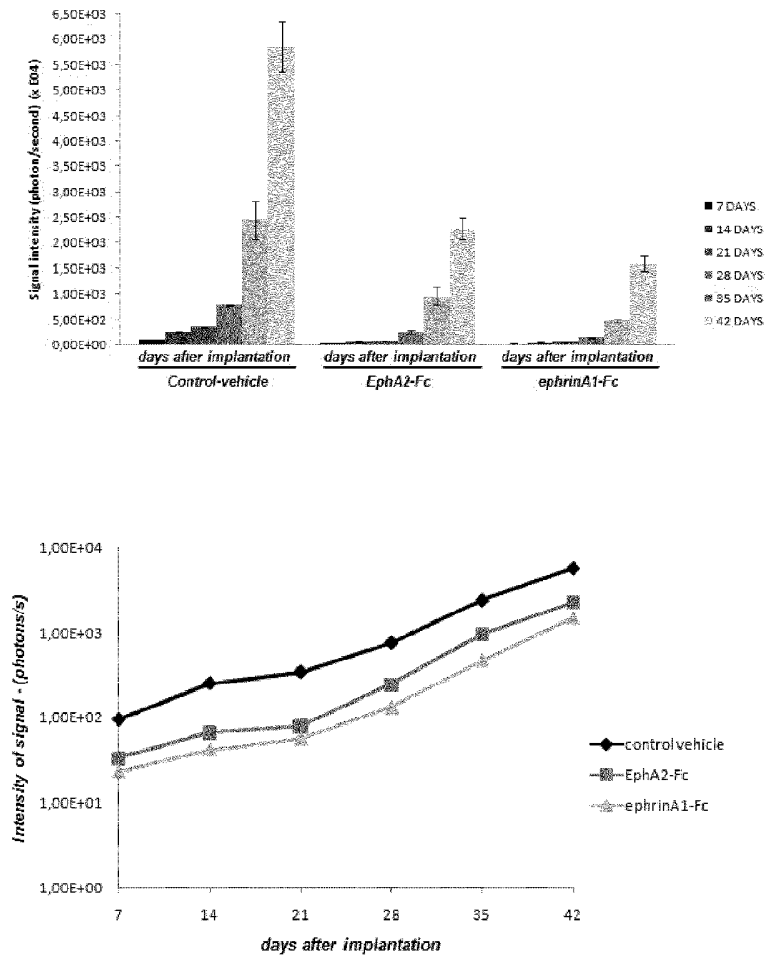 Signal intensity (photon/second) (x E04)
6,50E+03
6,00E+03
5,50E+03
5,00E+03
4,50E+03
4,00E+03
3,50E+03
3,00E+03
2,50E+03
2,00E+03
1,50E+03
1,00E+03
5,00E+02
0,00E+00
days after implantation days after implantation days after implantation
Control-vehicle EphA2-Fc ephrinA1-Fc
7 DAYS
14 DAYS
21 DAYS
28 DAYS
35 DAYS
42 DAYS
Intensity of signal - (photons/s)
1,00E+04
1,00E+03
1,00E+02
1,00E+01
1,00E+00
7 14 21 28 35 42
days after implantation
control vehicle
EphA2-Fc
ephrinA1-Fc